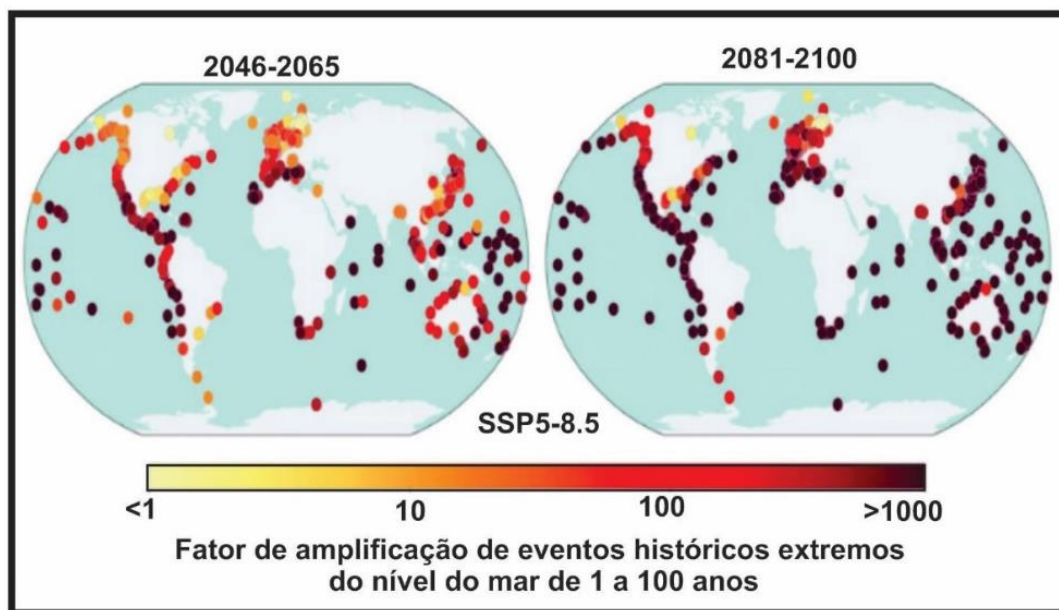 2046-2065
2081-2100
SSP5-8.5
<1 10 100 >1000
Fator de amplificação de eventos históricos extremos
do nível do mar de 1 a 100 anos